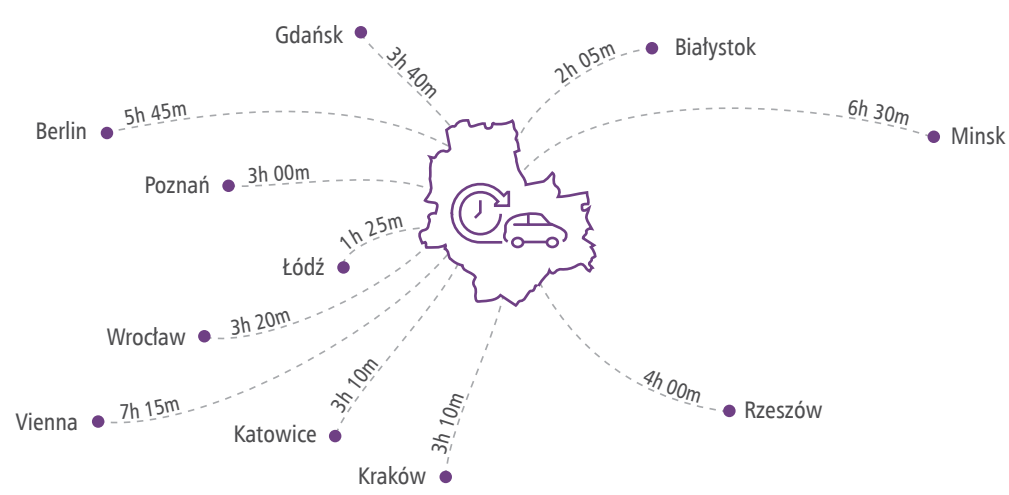 Gdańsk
3h 40m
2h 05m
Białystok
5h 45m
Berlin
6h 30m
Minsk
Poznań
3h 00m
1h 25m
Łódź
Wrocław
3h 20m
4h 00m
Rzeszów
Vienna
7h 15m
3h 10m
Katowice
3h 10m
Kraków